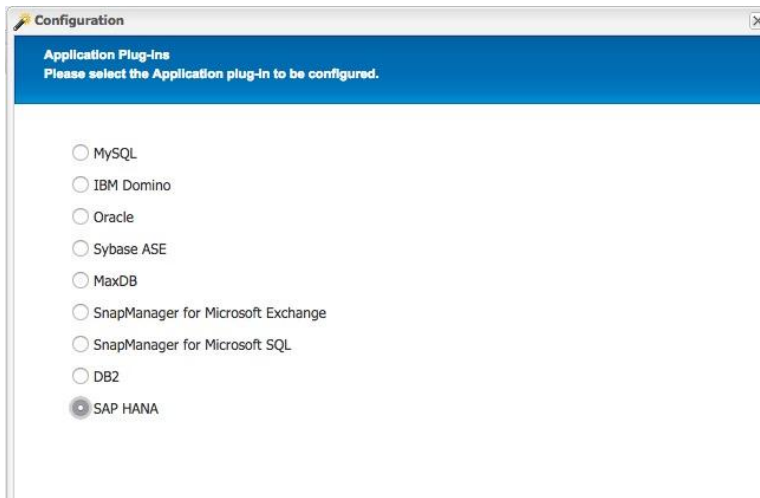 Configuration
Application Plug-ins
Please select the Application plug-in to be configured.
MySQL
IBM Domino
Oracle
Sybase ASE
MaxDB
SnapManager for Microsoft Exchange
SnapManager for Microsoft SQL
DB2
SAP HANA